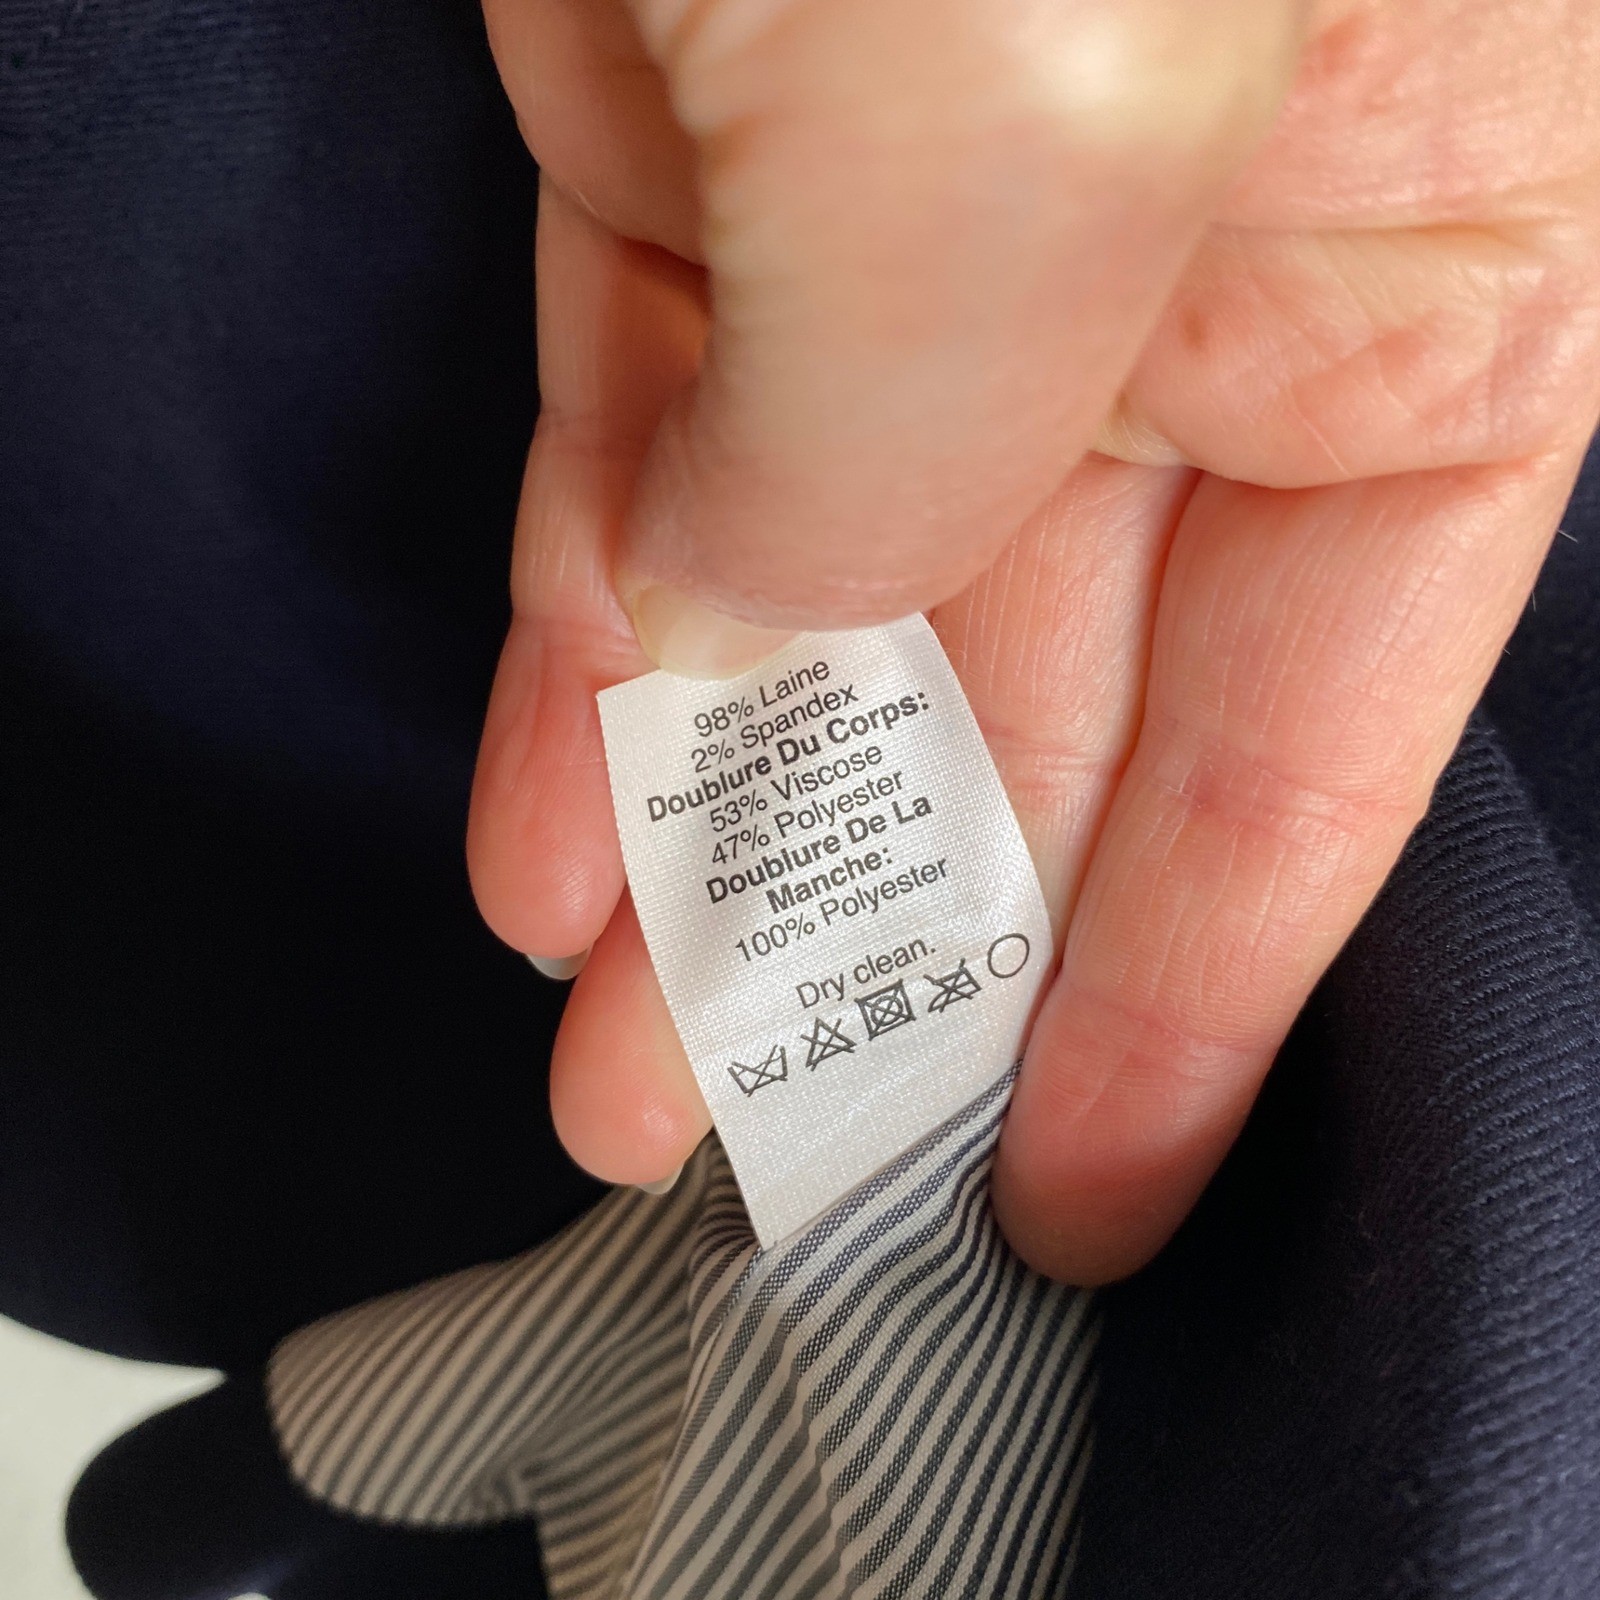 98% Laine
2% Spandex
Doublure Du Corps:
53% Viscose
47% Polyester
Doublure De La
Manche:
100% Polyester
Dry clean.